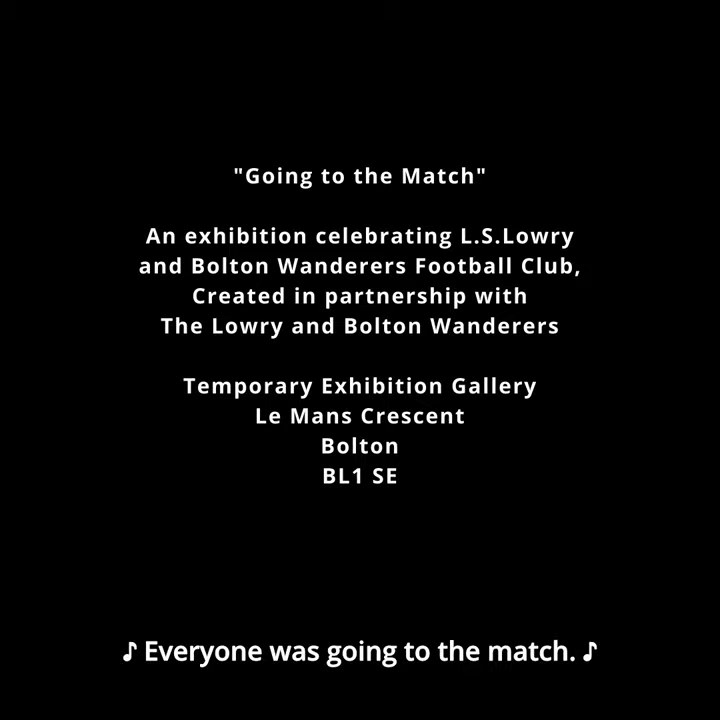 "Going to the Match"
An exhibition celebrating L.S.Lowry
and Bolton Wanderers Football Club,
Created in partnership with
The Lowry and Bolton Wanderers
Temporary Exhibition Gallery
Le Mans Crescent
Bolton
BL1 SE
♪ Everyone was going to the match. ♪